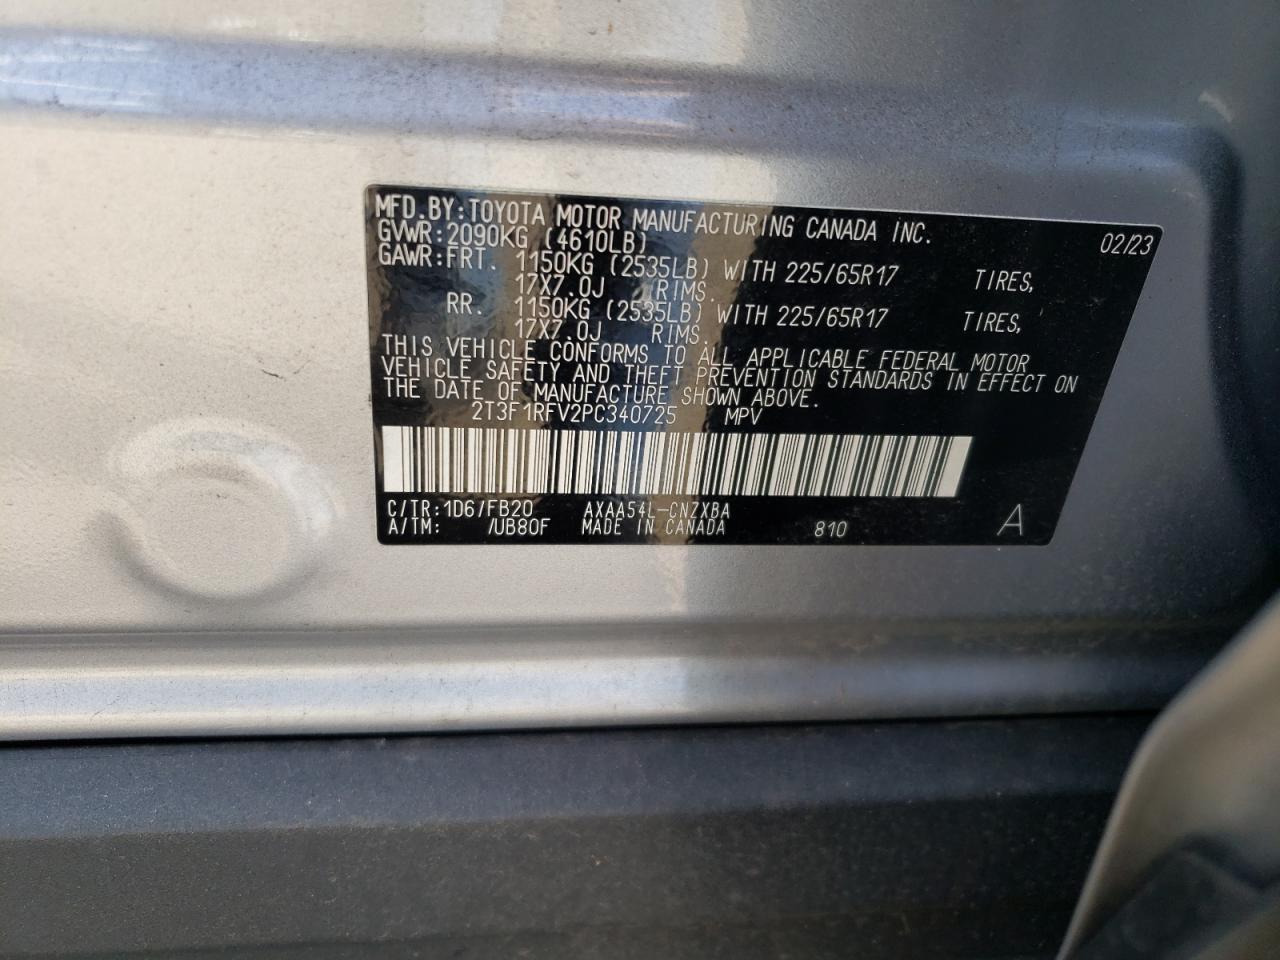 MFD.BY:TOYOTA MOTOR MANUFACTURING CANADA INC. 02/23
GVWR:2090KG (4610LB)
GAWR:FRT. 1150KG (2535LB) WITH 225/65R17 TIRES,
17X7.0J RIMS.
RR. 1150KG (2535LB) WITH 225/65R17 TIRES,
17X7.0J RIMS.
THIS VEHICLE CONFORMS TO ALL APPLICABLE FEDERAL MOTOR
VEHICLE SAFETY AND THEFT PREVENTION STANDARDS IN EFFECT ON
THE DATE OF MANUFACTURE SHOWN ABOVE.
2T3F1RFV2PC340725 MPV
C/TR:1D6/FB20 AXAA54L-CNZXBA
A/TM: /UB80F MADE IN CANADA 810 A